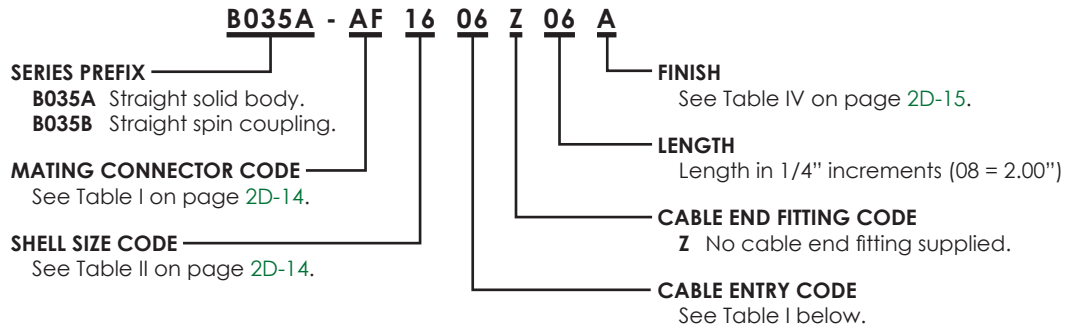 B035A - AF 16 06 Z 06 A
SERIES PREFIX
B035A Straight solid body.
B035B Straight spin coupling.
MATING CONNECTOR CODE
See Table I on page 2D-14.
SHELL SIZE CODE
See Table II on page 2D-14.
FINISH
See Table IV on page 2D-15.
LENGTH
Length in 1/4” increments (08 = 2.00”)
CABLE END FITTING CODE
Z No cable end fitting supplied.
CABLE ENTRY CODE
See Table I below.